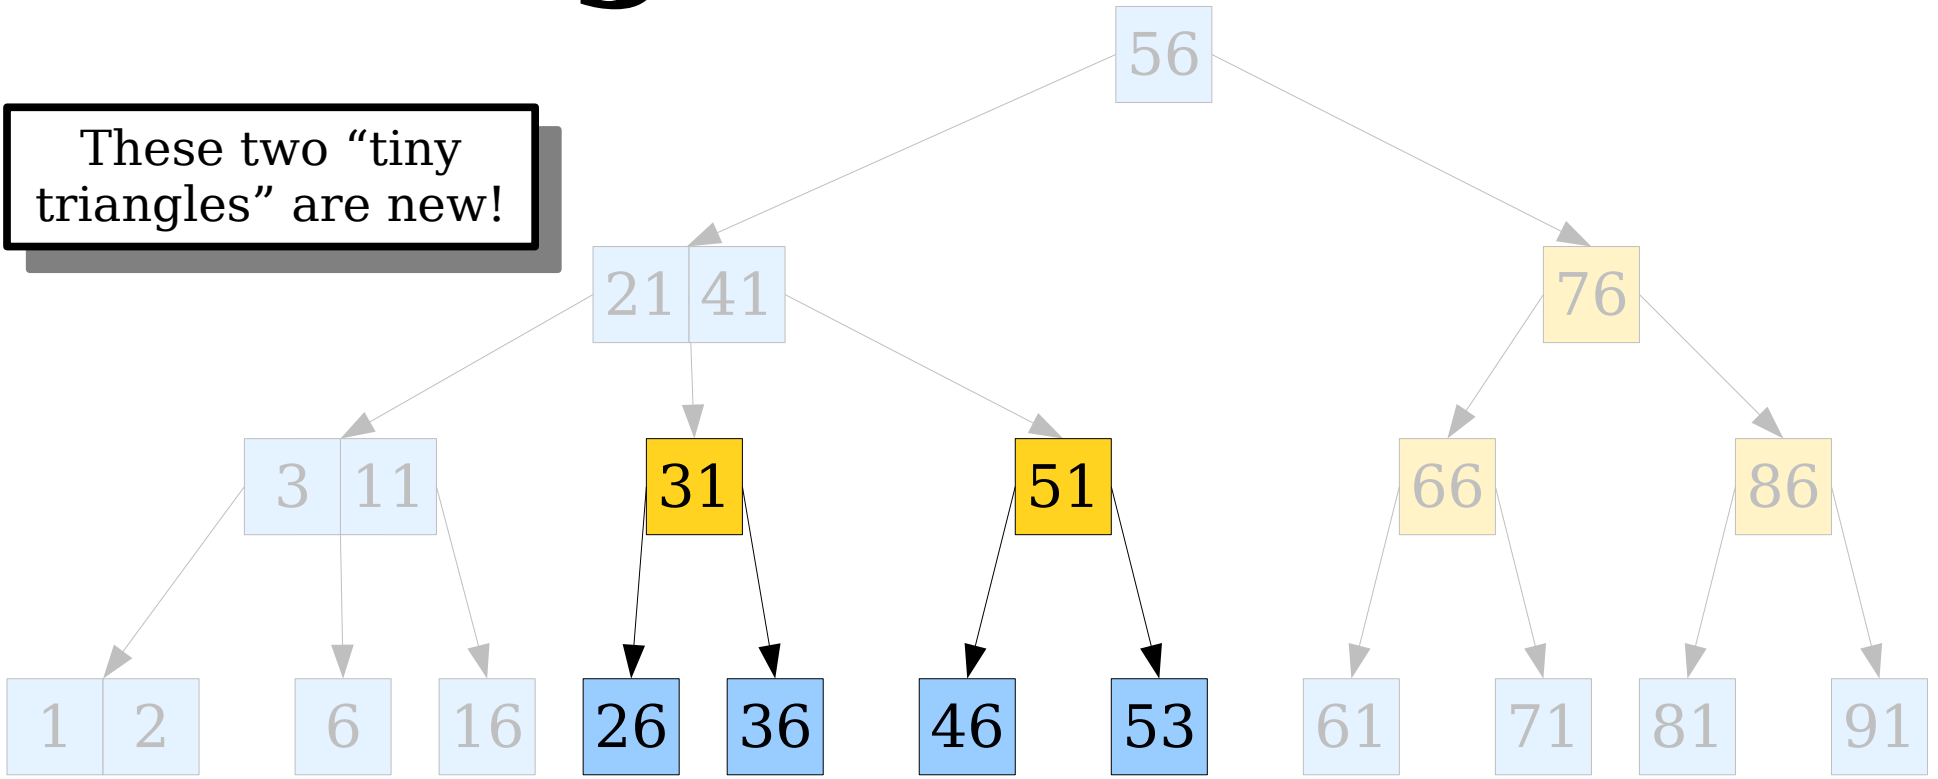 56
These two “tiny
triangles” are new!
21 41 76
3 11 31 51 66 86
1 2 6 16 26 36 46 53 61 71 81 91